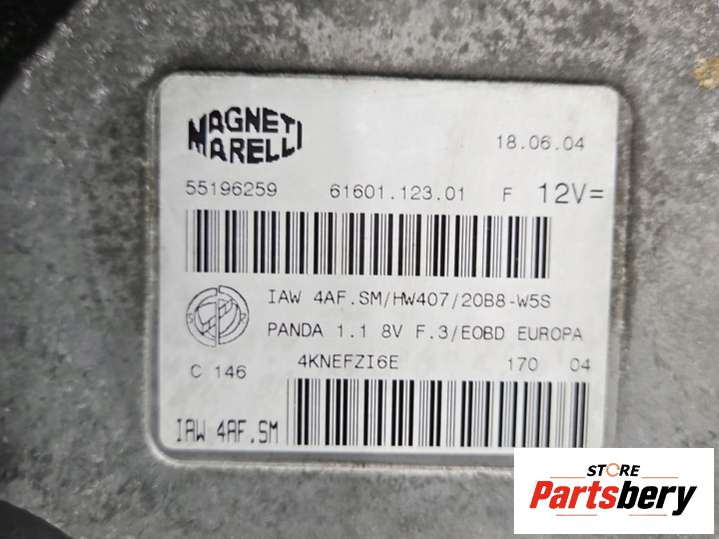 MAGNETI
MARELLI
18.06.04
55196259 61601.123.01 F 12V=
IAW 4AF.SM/HW407/20B8-W5S
PANDA 1.1 8V F.3/EOBD EUROPA
4KNEFZI6E 170 04
C 146
IAW 4AF.SM
STORE
Partsbery